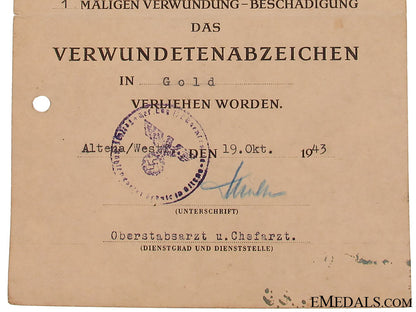 1 MALIGEN VERWUNDUNG-BESCHÄDIGUNG
DAS
VERWUNDETENABZEICHEN
IN Gold
VERLIEHEN WORDEN.
Altena/Westf. DEN 19.Okt. 1943
(UNTERSCHRIFT)
Oberstabsarzt u. Chefarzt.
(DIENSTGRAD UND DIENSTSTELLE)
EMEDALS.COM